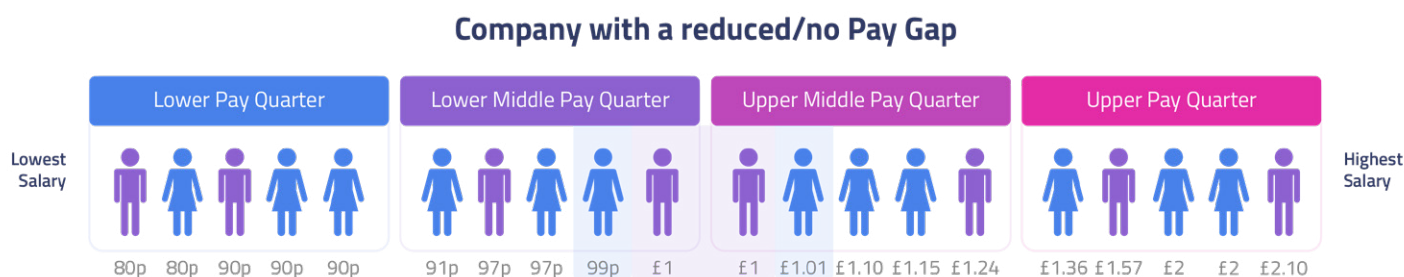 Company with a reduced/no Pay Gap
Lower Pay Quarter
Lower Middle Pay Quarter
Upper Middle Pay Quarter
Upper Pay Quarter
Lowest
Salary
Highest
Salary
80p 80p 90p 90p 90p 91p 97p 97p 99p £1 £1 £1.01 £1.10 £1.15 £1.24 £1.36 £1.57 £2 £2 £2.10